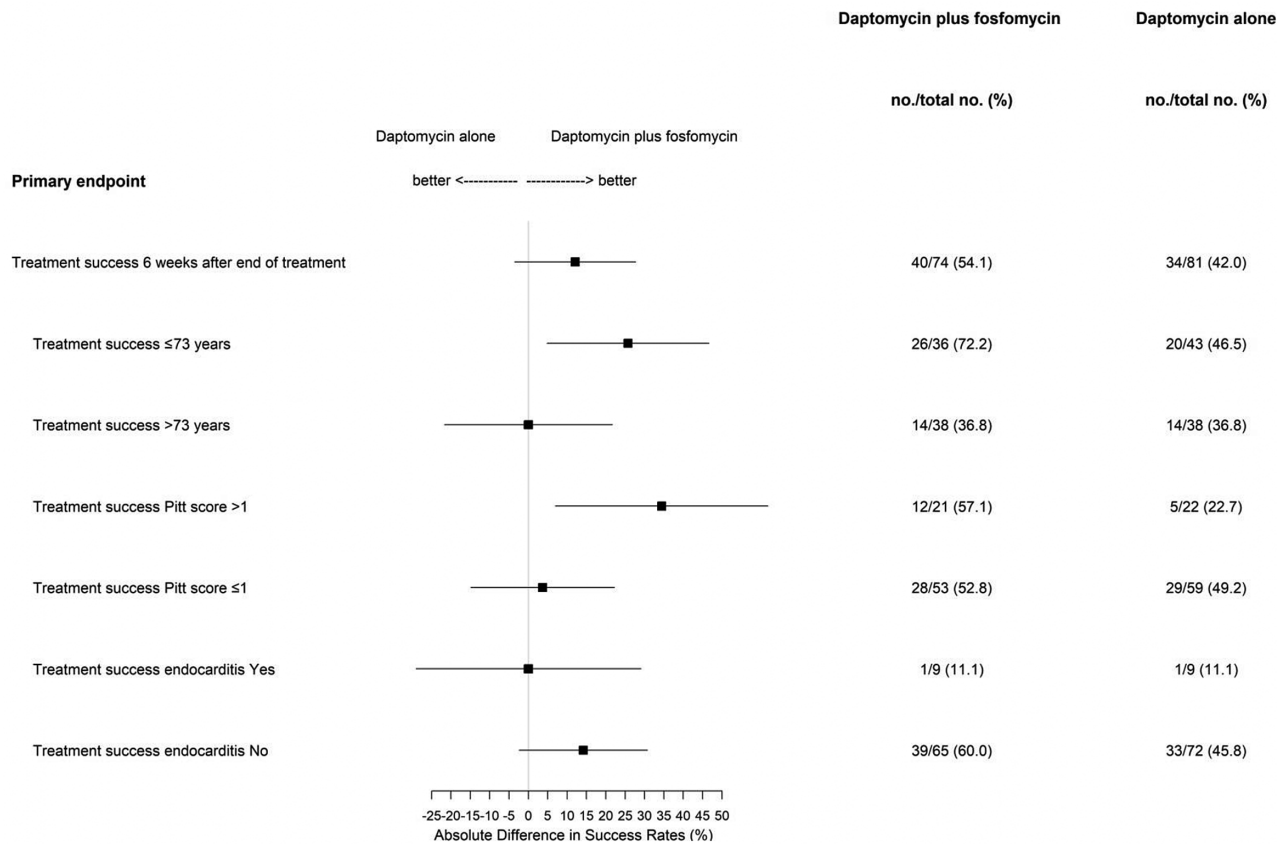 Daptomycin plus fosfomycin Daptomycin alone
no./total no. (%) no./total no. (%)
Daptomycin alone Daptomycin plus fosfomycin
Primary endpoint better <----------- -----------> better
Treatment success 6 weeks after end of treatment 40/74 (54.1) 34/81 (42.0)
Treatment success ≤73 years 26/36 (72.2) 20/43 (46.5)
Treatment success >73 years 14/38 (36.8) 14/38 (36.8)
Treatment success Pitt score >1 12/21 (57.1) 5/22 (22.7)
Treatment success Pitt score ≤1 28/53 (52.8) 29/59 (49.2)
Treatment success endocarditis Yes 1/9 (11.1) 1/9 (11.1)
Treatment success endocarditis No 39/65 (60.0) 33/72 (45.8)
-25 -20 -15 -10 -5 0 5 10 15 20 25 30 35 40 45 50
Absolute Difference in Success Rates (%)